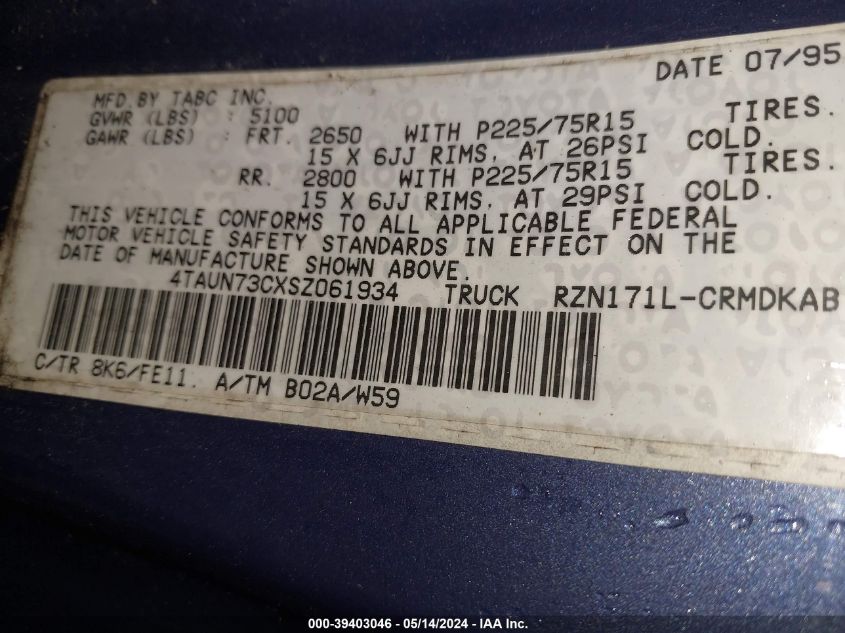 DATE 07/95
MFD.BY TABC INC.
GVWR (LBS) : 5100
GAWR (LBS) : FRT. 2650 WITH P225/75R15 TIRES.
15 X 6JJ RIMS, AT 26PSI COLD.
RR. 2800 WITH P225/75R15 TIRES.
15 X 6JJ RIMS, AT 29PSI COLD.
THIS VEHICLE CONFORMS TO ALL APPLICABLE FEDERAL
MOTOR VEHICLE SAFETY STANDARDS IN EFFECT ON THE
DATE OF MANUFACTURE SHOWN ABOVE.
4TAUN73CXSZ061934 TRUCK RZN171L-CRMDKAB
C/TR 8K6/FE11. A/TM B02A/W59
000-39403046 - 05/14/2024 - IAA Inc.